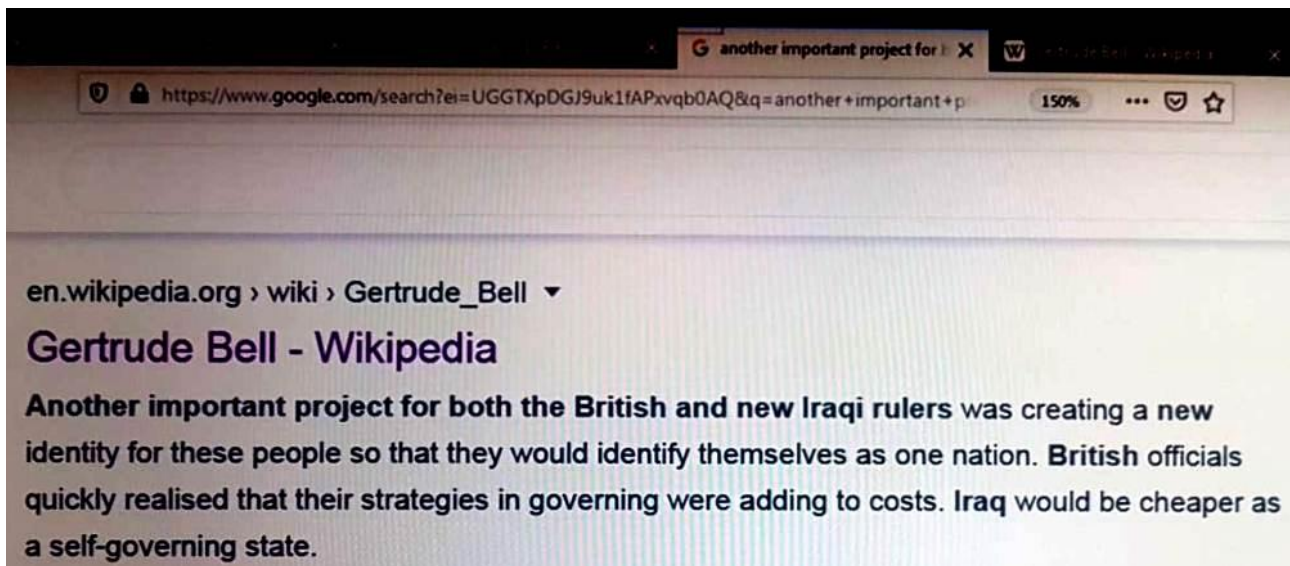 G another important project for
W
https://www.google.com/search?ei=UGGTXpDGJ9uk1fAPxvqb0AQ&q=another+important+p 150%
en.wikipedia.org › wiki › Gertrude_Bell
Gertrude Bell - Wikipedia
Another important project for both the British and new Iraqi rulers was creating a new
identity for these people so that they would identify themselves as one nation. British officials
quickly realised that their strategies in governing were adding to costs. Iraq would be cheaper as
a self-governing state.